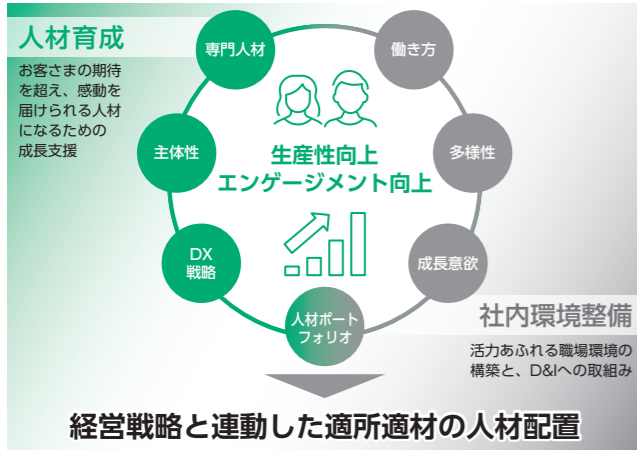 人材育成
お客さまの期待
を超え、感動を
届けられる人材
になるための
成長支援
専門人材
働き方
主体性
多様性
生産性向上
エンゲージメント向上
DX
戦略
成長意欲
人材ポート
フォリオ
社内環境整備
活力あふれる職場環境の
構築と、D&Iへの取組み
経営戦略と連動した適所適材の人材配置